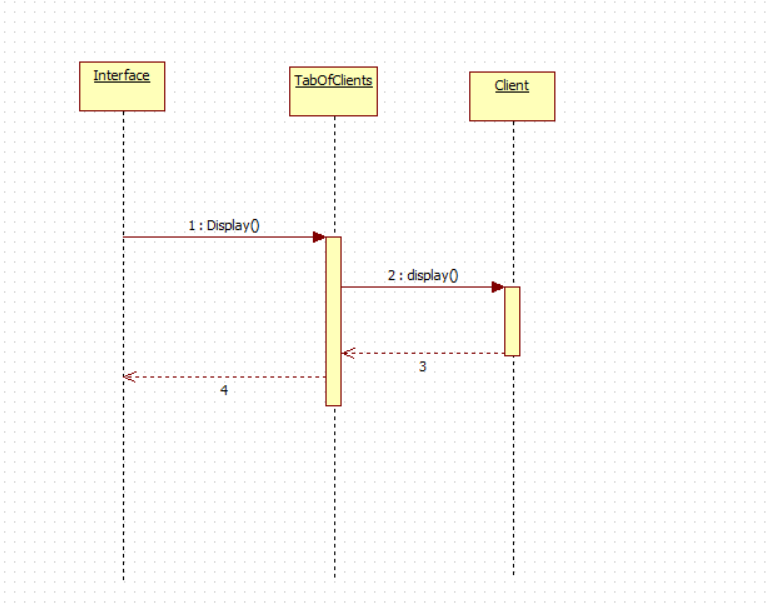 Interface
TabOfClients
Client
1 : Display()
2 : display()
3
4